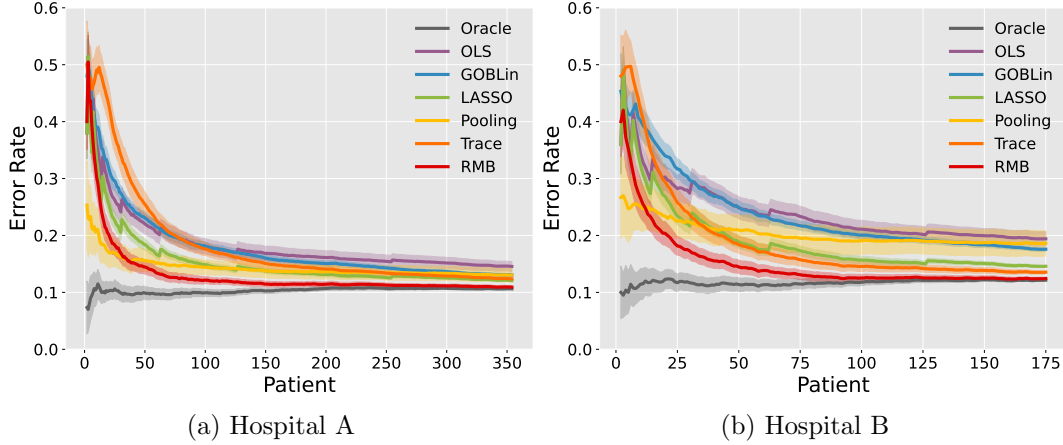 0.6
0.5
0.4
0.3
0.2
0.1
0.0
Error Rate
0 50 100 150 200 250 300 350
Patient
Oracle
OLS
GOBLin
LASSO
Pooling
Trace
RMB
(a) Hospital A
0.6
0.5
0.4
0.3
0.2
0.1
0.0
Error Rate
0 25 50 75 100 125 150 175
Patient
Oracle
OLS
GOBLin
LASSO
Pooling
Trace
RMB
(b) Hospital B